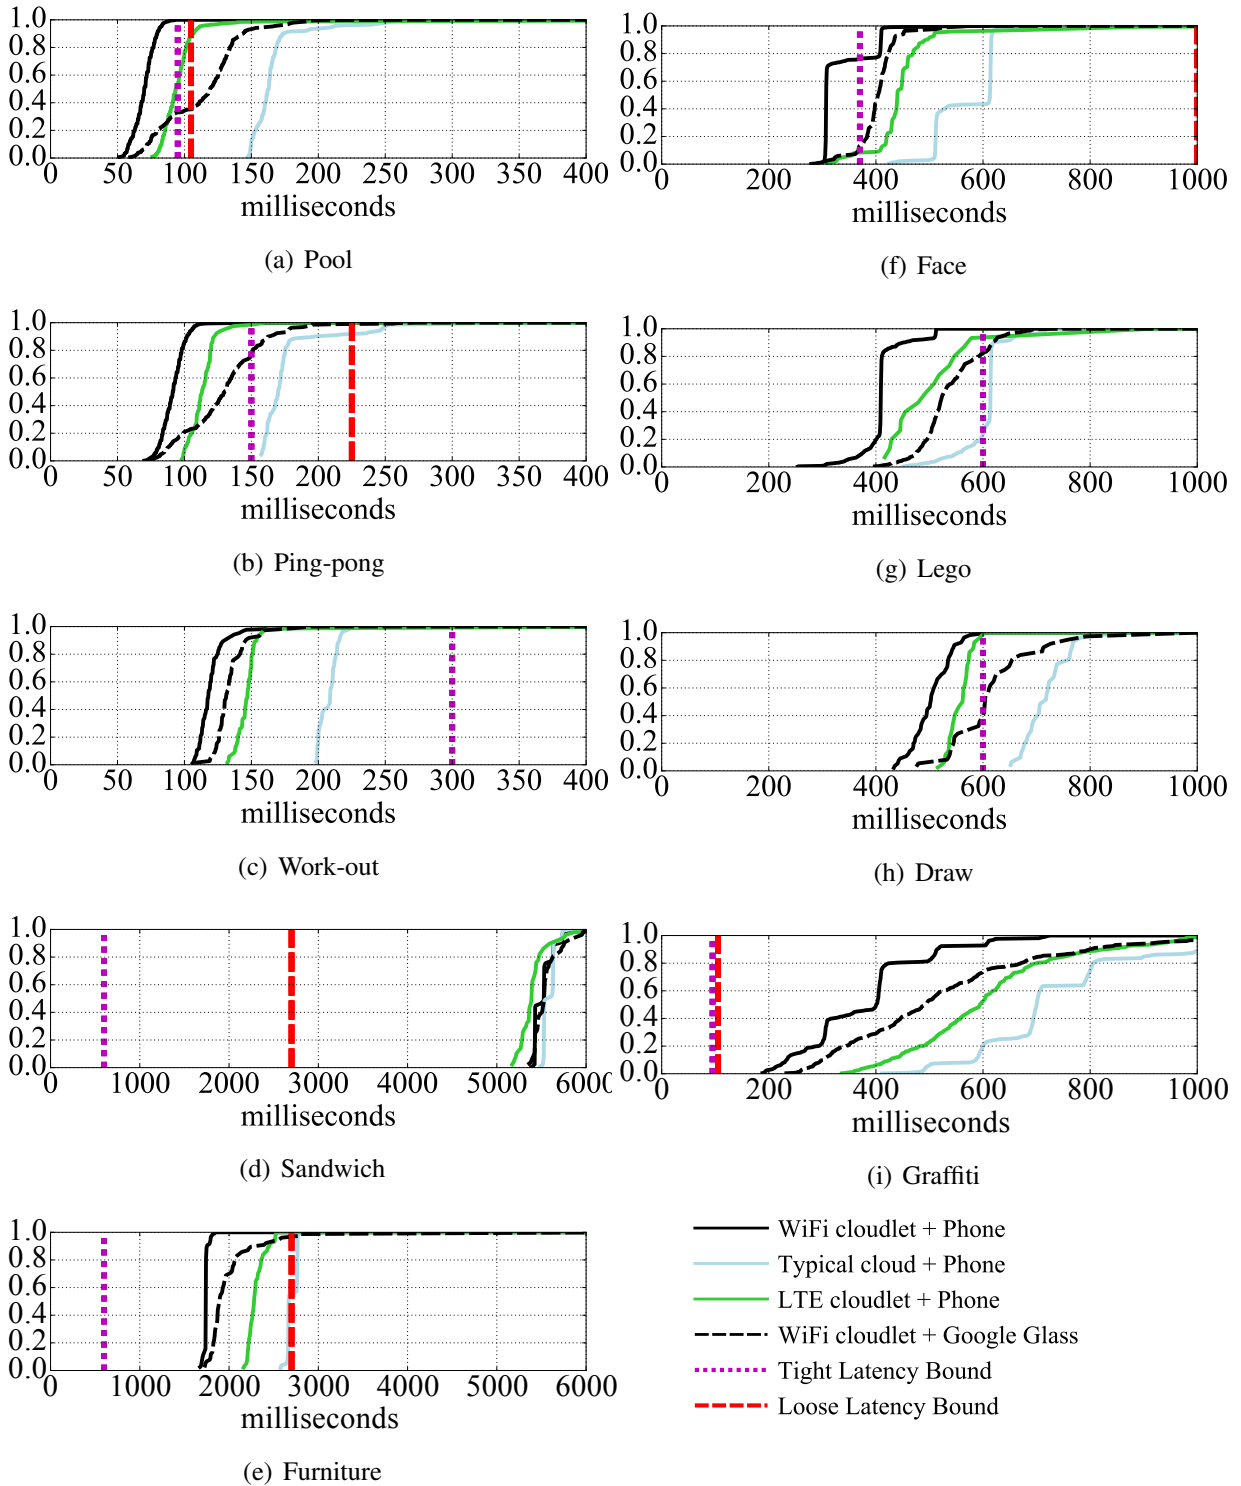 1.0
0.8
0.6
0.4
0.2
0.0
0 50 100 150 200 250 300 350 400
milliseconds
(a) Pool
1.0
0.8
0.6
0.4
0.2
0.0
0 50 100 150 200 250 300 350 400
milliseconds
(b) Ping-pong
1.0
0.8
0.6
0.4
0.2
0.0
0 50 100 150 200 250 300 350 400
milliseconds
(c) Work-out
1.0
0.8
0.6
0.4
0.2
0.0
0 1000 2000 3000 4000 5000 6000
milliseconds
(d) Sandwich
1.0
0.8
0.6
0.4
0.2
0.0
0 1000 2000 3000 4000 5000 6000
milliseconds
(e) Furniture
1.0
0.8
0.6
0.4
0.2
0.0
0 200 400 600 800 1000
milliseconds
(f) Face
1.0
0.8
0.6
0.4
0.2
0.0
0 200 400 600 800 1000
milliseconds
(g) Lego
1.0
0.8
0.6
0.4
0.2
0.0
0 200 400 600 800 1000
milliseconds
(h) Draw
1.0
0.8
0.6
0.4
0.2
0.0
0 200 400 600 800 1000
milliseconds
(i) Graffiti
WiFi cloudlet + Phone
Typical cloud + Phone
LTE cloudlet + Phone
WiFi cloudlet + Google Glass
Tight Latency Bound
Loose Latency Bound